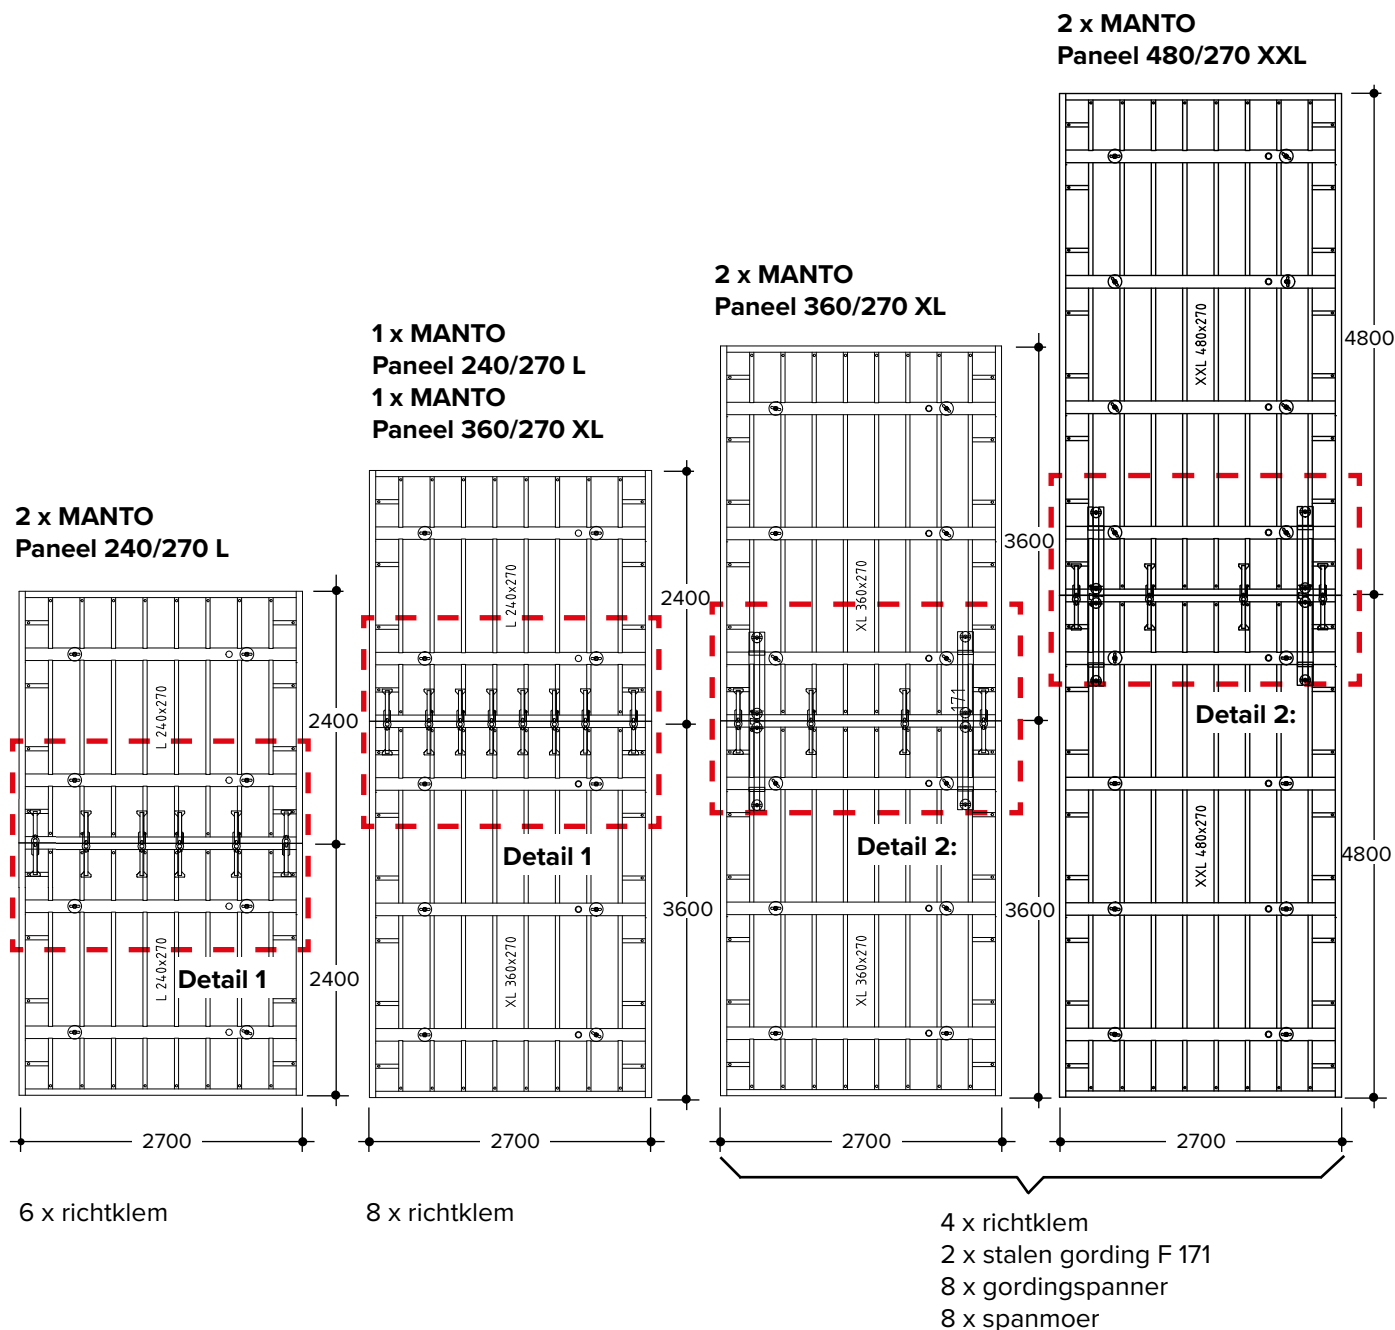 2 x MANTO
Paneel 480/270 XXL
2 x MANTO
Paneel 360/270 XL
1 x MANTO
Paneel 240/270 L
1 x MANTO
Paneel 360/270 XL
2 x MANTO
Paneel 240/270 L
L 240x270
L 240x270
2400
2400
Detail 1
2700
6 x richtklem
L 240x270
XL 360x270
2400
3600
Detail 1
2700
8 x richtklem
XL 360x270
171
XL 360x270
3600
3600
Detail 2:
2700
XXL 480x270
XXL 480x270
4800
4800
Detail 2:
2700
4 x richtklem
2 x stalen gording F 171
8 x gordingspanner
8 x spanmoer